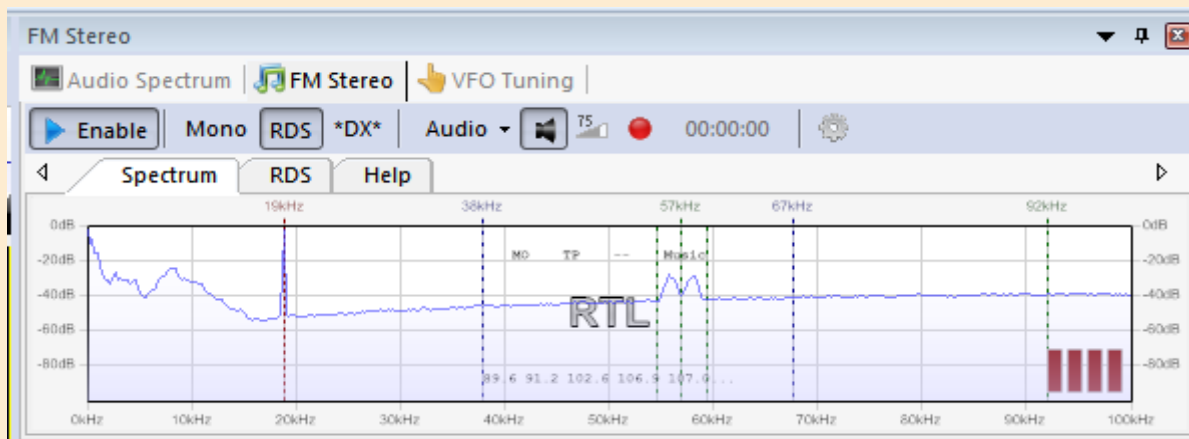 FM Stereo
Audio Spectrum FM Stereo VFO Tuning
Enable Mono RDS *DX* Audio 75 00:00:00
Spectrum RDS Help
19kHz 38kHz 57kHz 67kHz 92kHz
0dB 0dB
MO TP -- Music
-20dB -20dB
-40dB -40dB
RTL
-60dB -60dB
-80dB -80dB
89.6 91.2 102.6 106.9 107.0...
0kHz 10kHz 20kHz 30kHz 40kHz 50kHz 60kHz 70kHz 80kHz 90kHz 100kHz